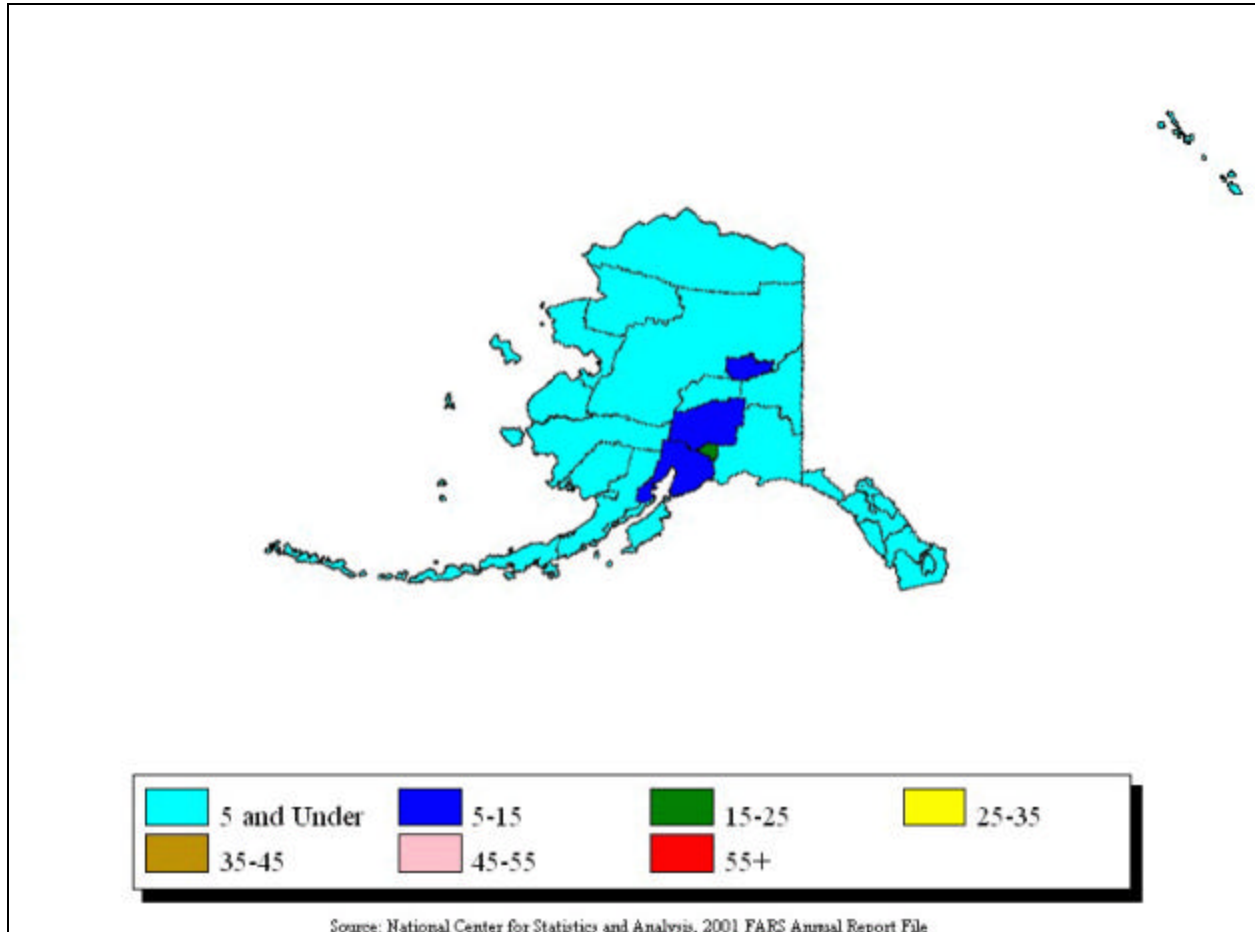 5 and Under 5-15 15-25 25-35
35-45 45-55 55+
Source: National Center for Statistics and Analysis, 2001 FARS Annual Report File